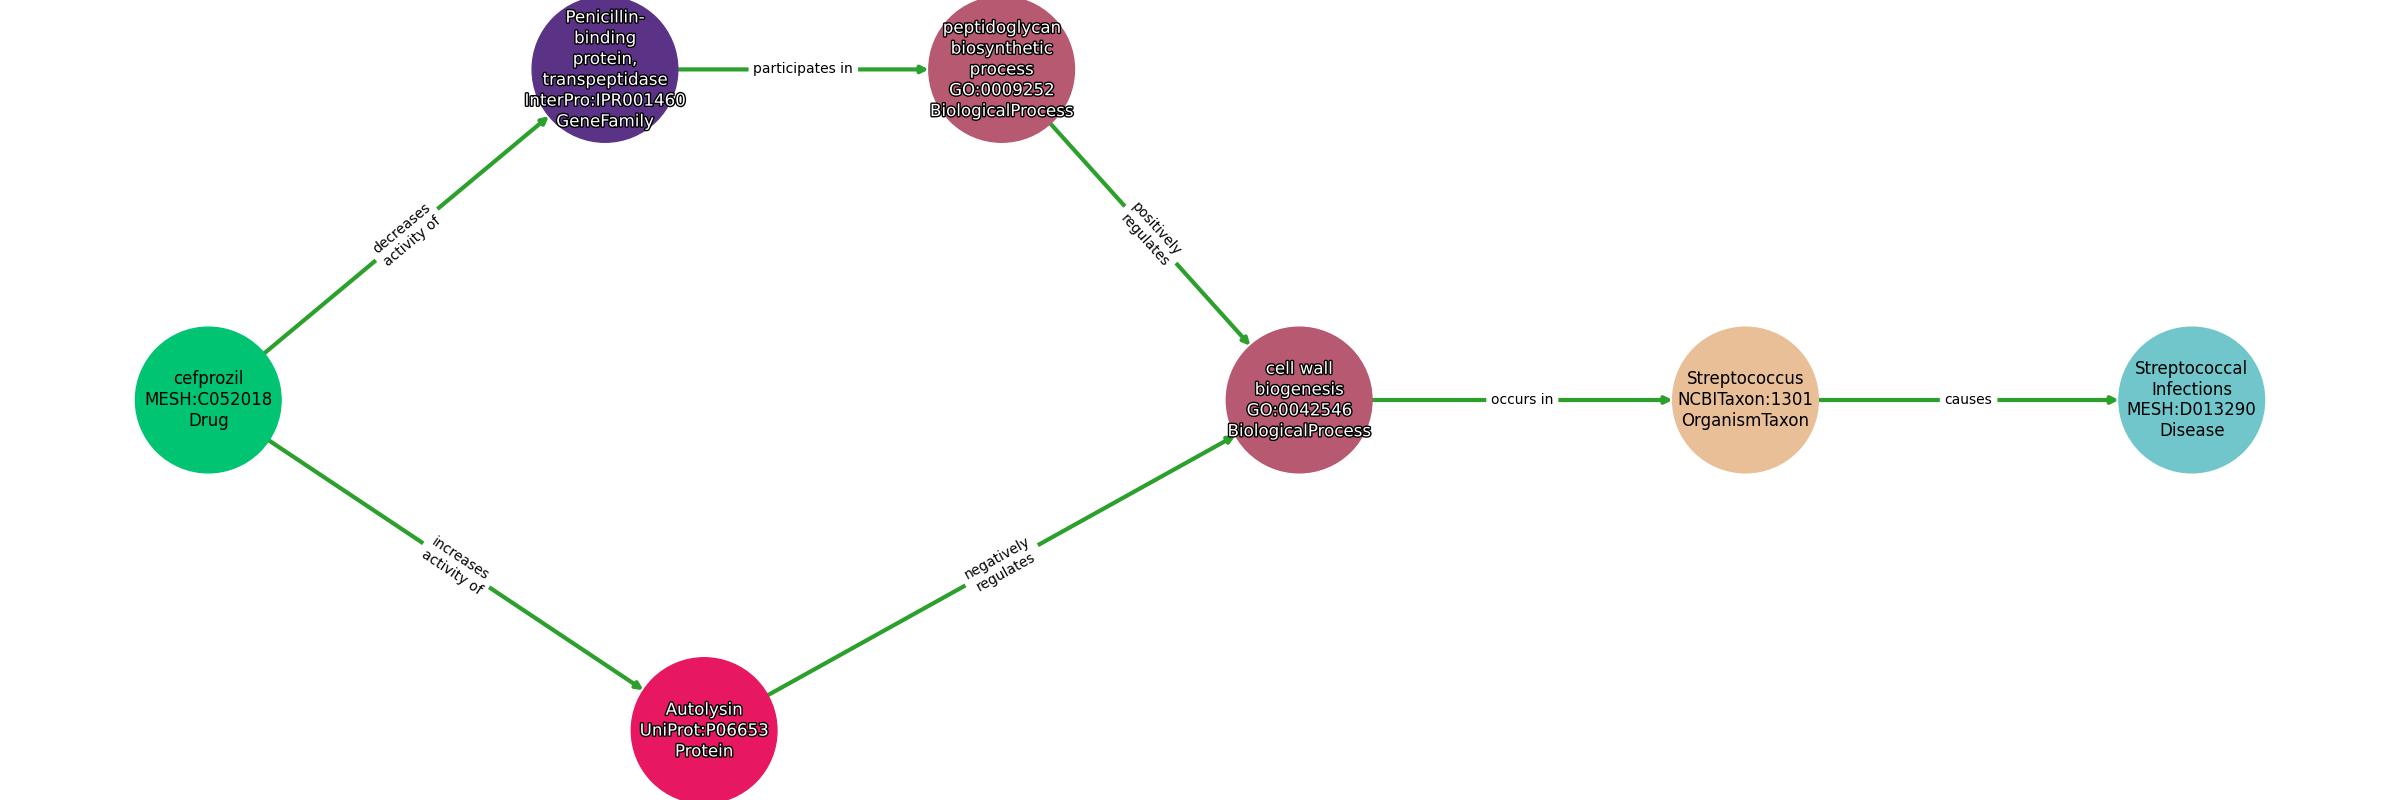 Penicillin-
binding
protein,
transpeptidase
InterPro:IPR001460
GeneFamily
participates in
peptidoglycan
biosynthetic
process
GO:0009252
BiologicalProcess
decreases
activity of
positively
regulates
cefprozil
MESH:C052018
Drug
cell wall
biogenesis
GO:0042546
BiologicalProcess
occurs in
Streptococcus
NCBITaxon:1301
OrganismTaxon
causes
Streptococcal
Infections
MESH:D013290
Disease
increases
activity of
negatively
regulates
Autolysin
UniProt:P06653
Protein